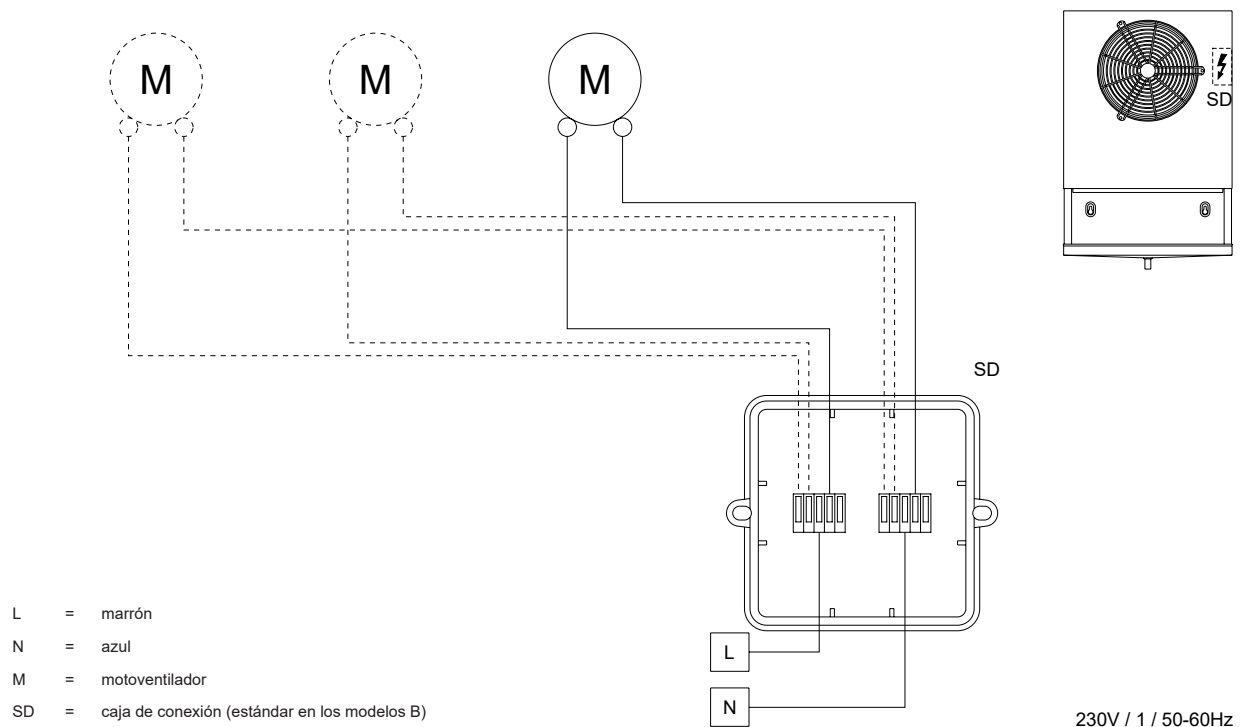 M M M
SD
SD
L = marrón
N = azul
M = motoventilador
SD = caja de conexión (estándar en los modelos B)
L
N
230V / 1 / 50-60Hz